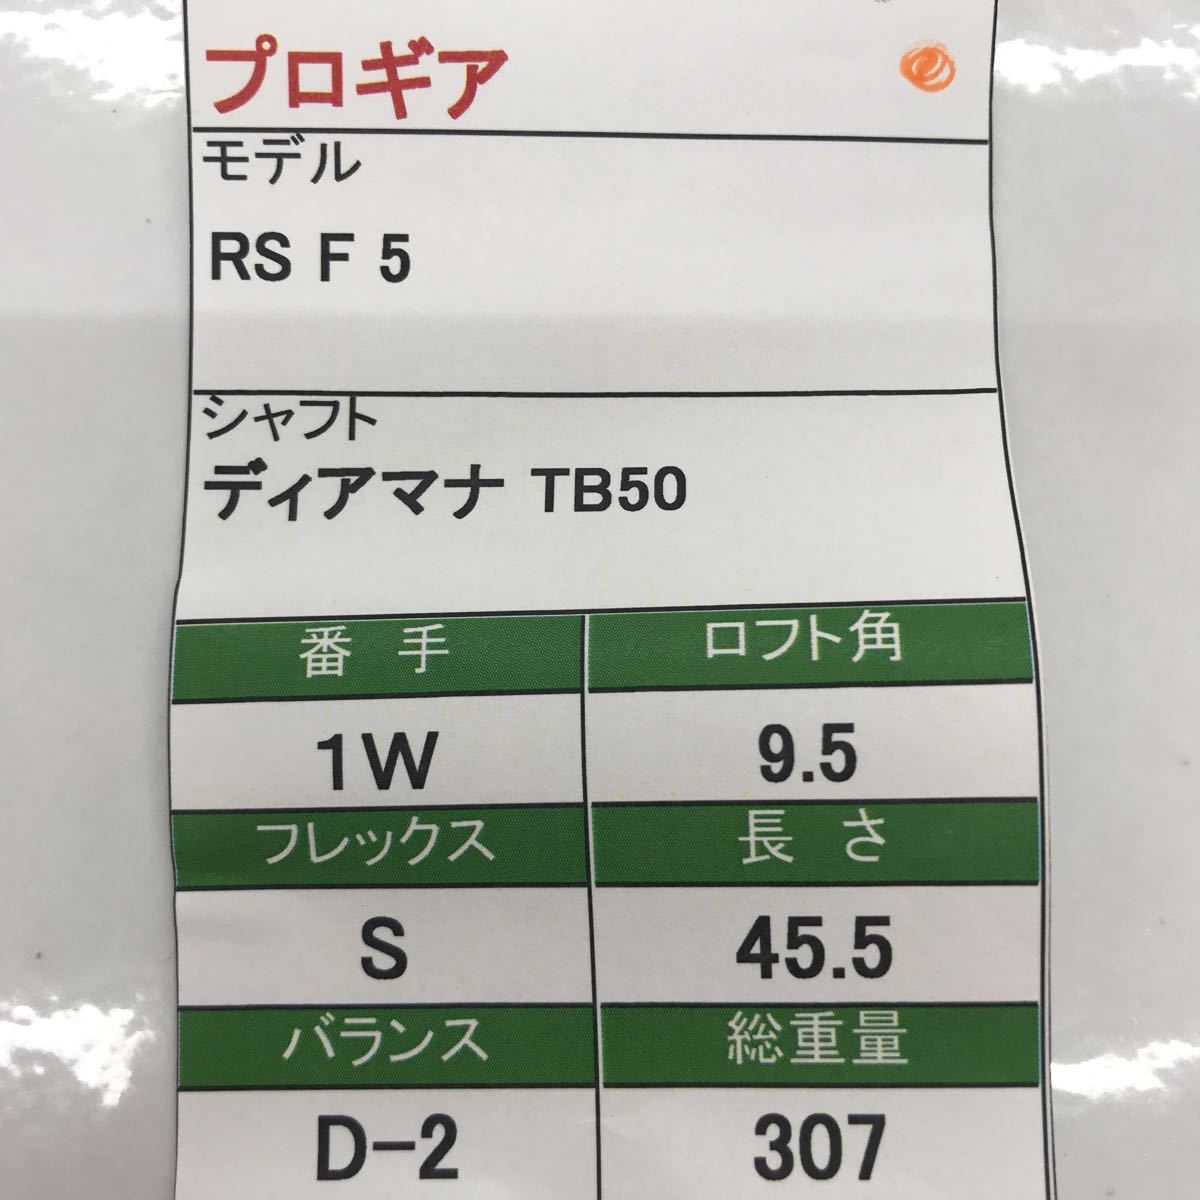 プロギア
モデル
RS F 5
シャフト
ディアマナ TB50
番 手 ロフト角
1W 9.5
フレックス 長 さ
S 45.5
バランス 総重量
D-2 307